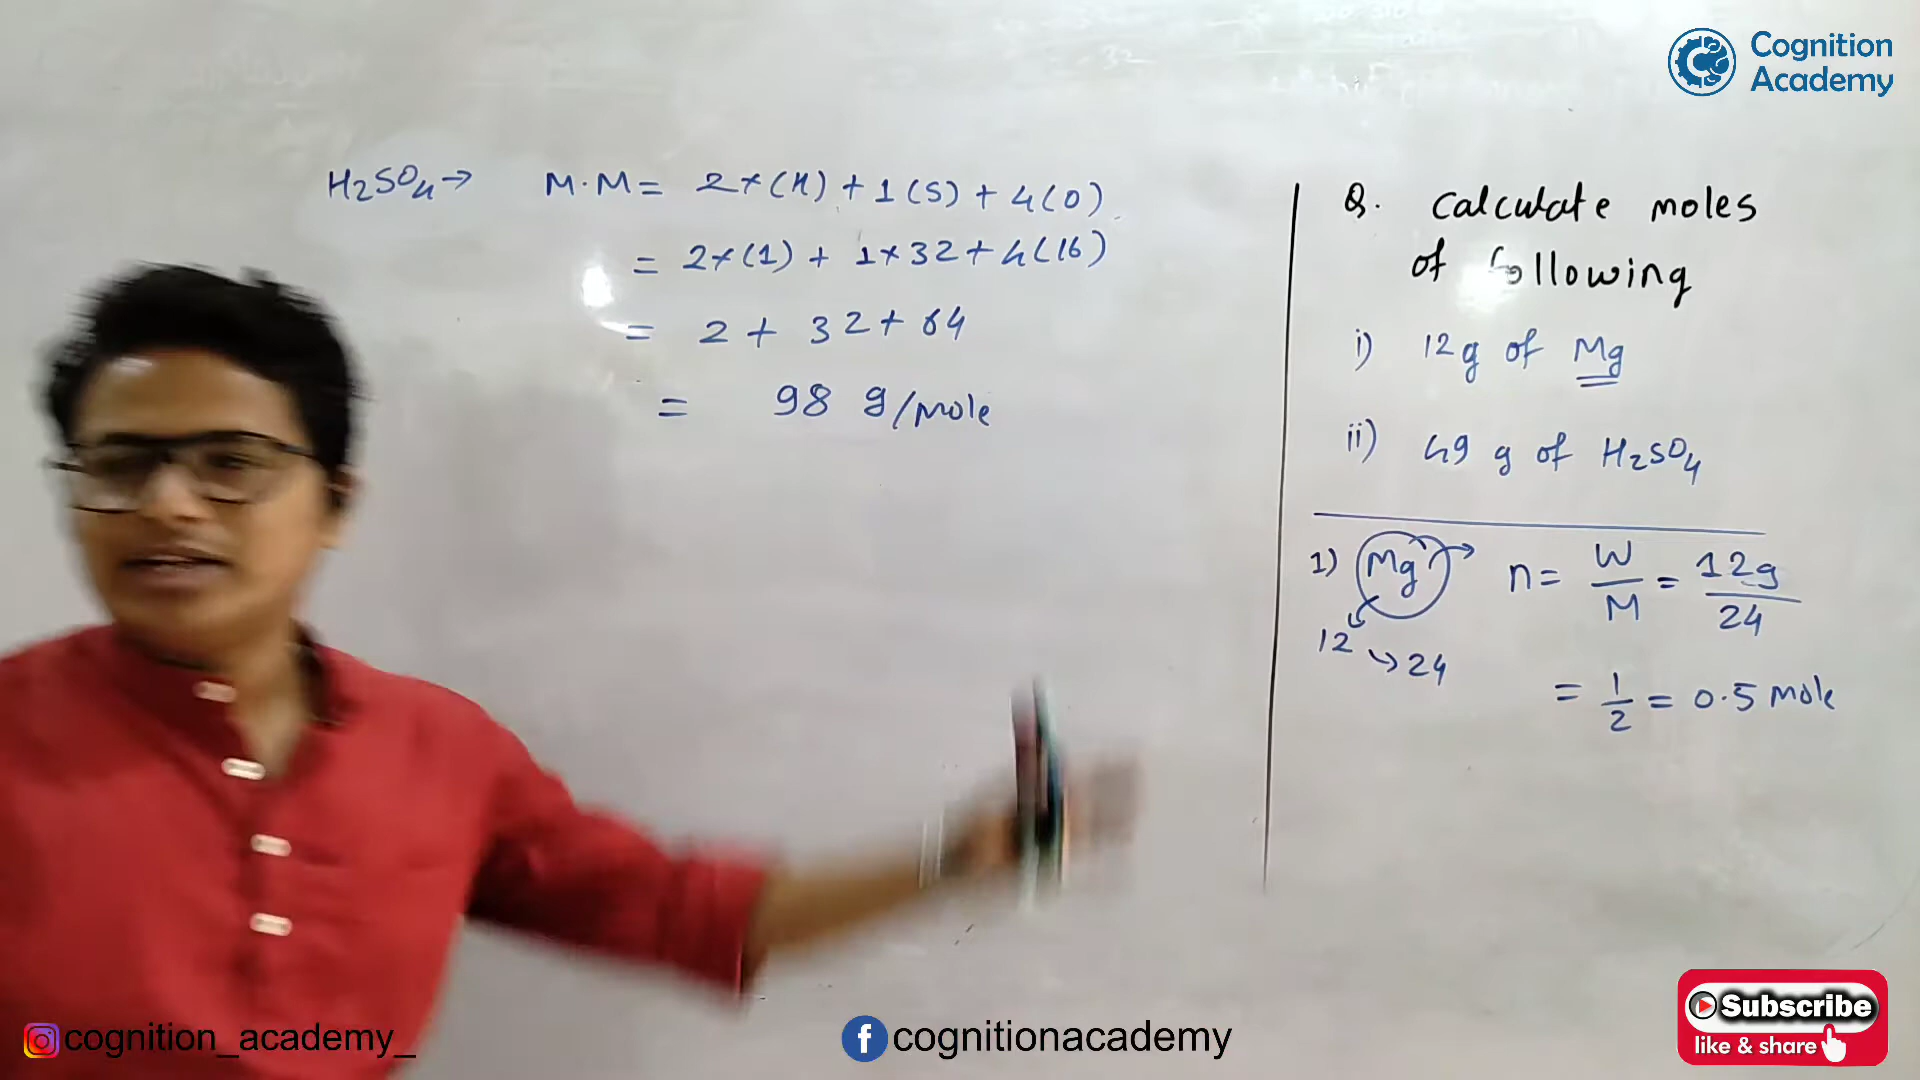 Cognition
Academy
H2SO4 → M.M = 2×(H) + 1(S) + 4(O)
= 2×(1) + 1×32 + 4(16)
= 2 + 32 + 64
= 98 g/mole
Q. Calculate moles
of following
i) 12g of Mg
ii) 49 g of H2SO4
1) Mg → n = W/M = 12g/24
12 → 24
= 1/2 = 0.5 mole
Subscribe
like & share
cognition_academy_
cognitionacademy